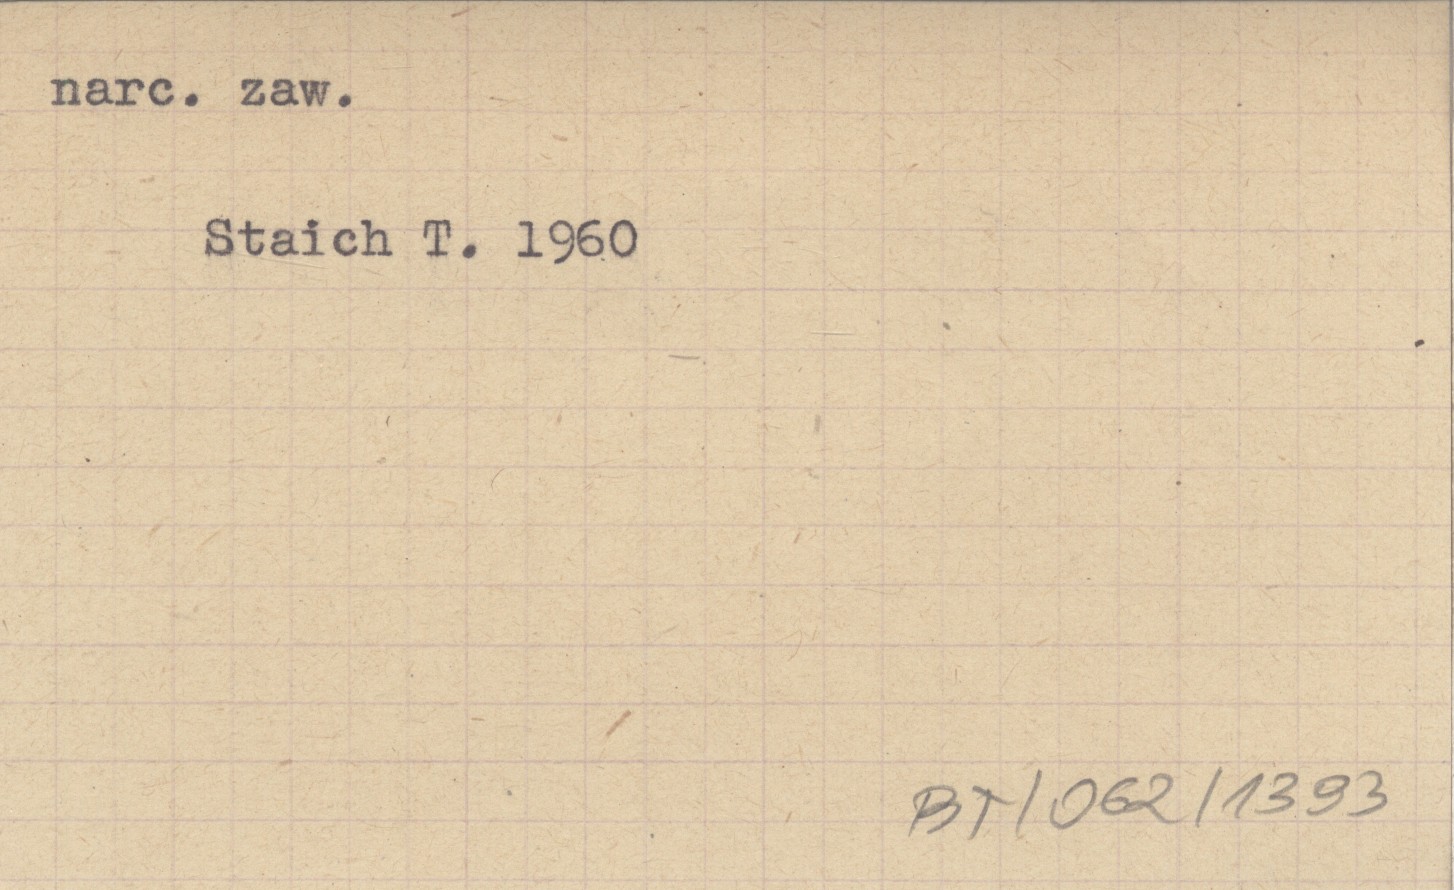 narc. zaw.
Staich T. 1960
BT/062/1393